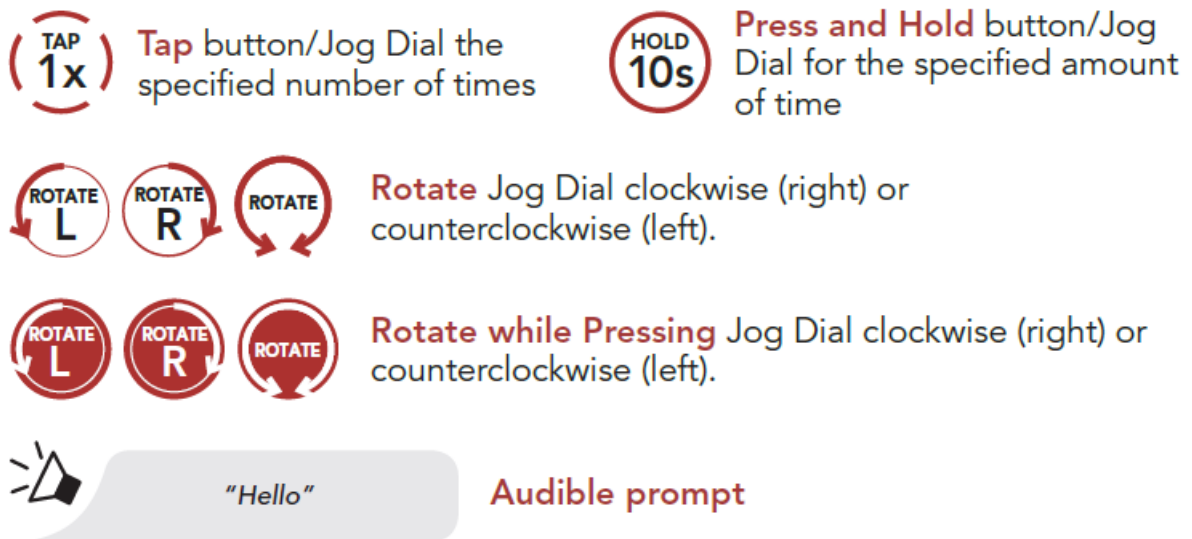 TAP
1x
Tap button/Jog Dial the
specified number of times
HOLD
10s
Press and Hold button/Jog
Dial for the specified amount
of time
ROTATE
L
ROTATE
R
ROTATE
Rotate Jog Dial clockwise (right) or
counterclockwise (left).
ROTATE
L
ROTATE
R
ROTATE
Rotate while Pressing Jog Dial clockwise (right) or
counterclockwise (left).
"Hello"
Audible prompt